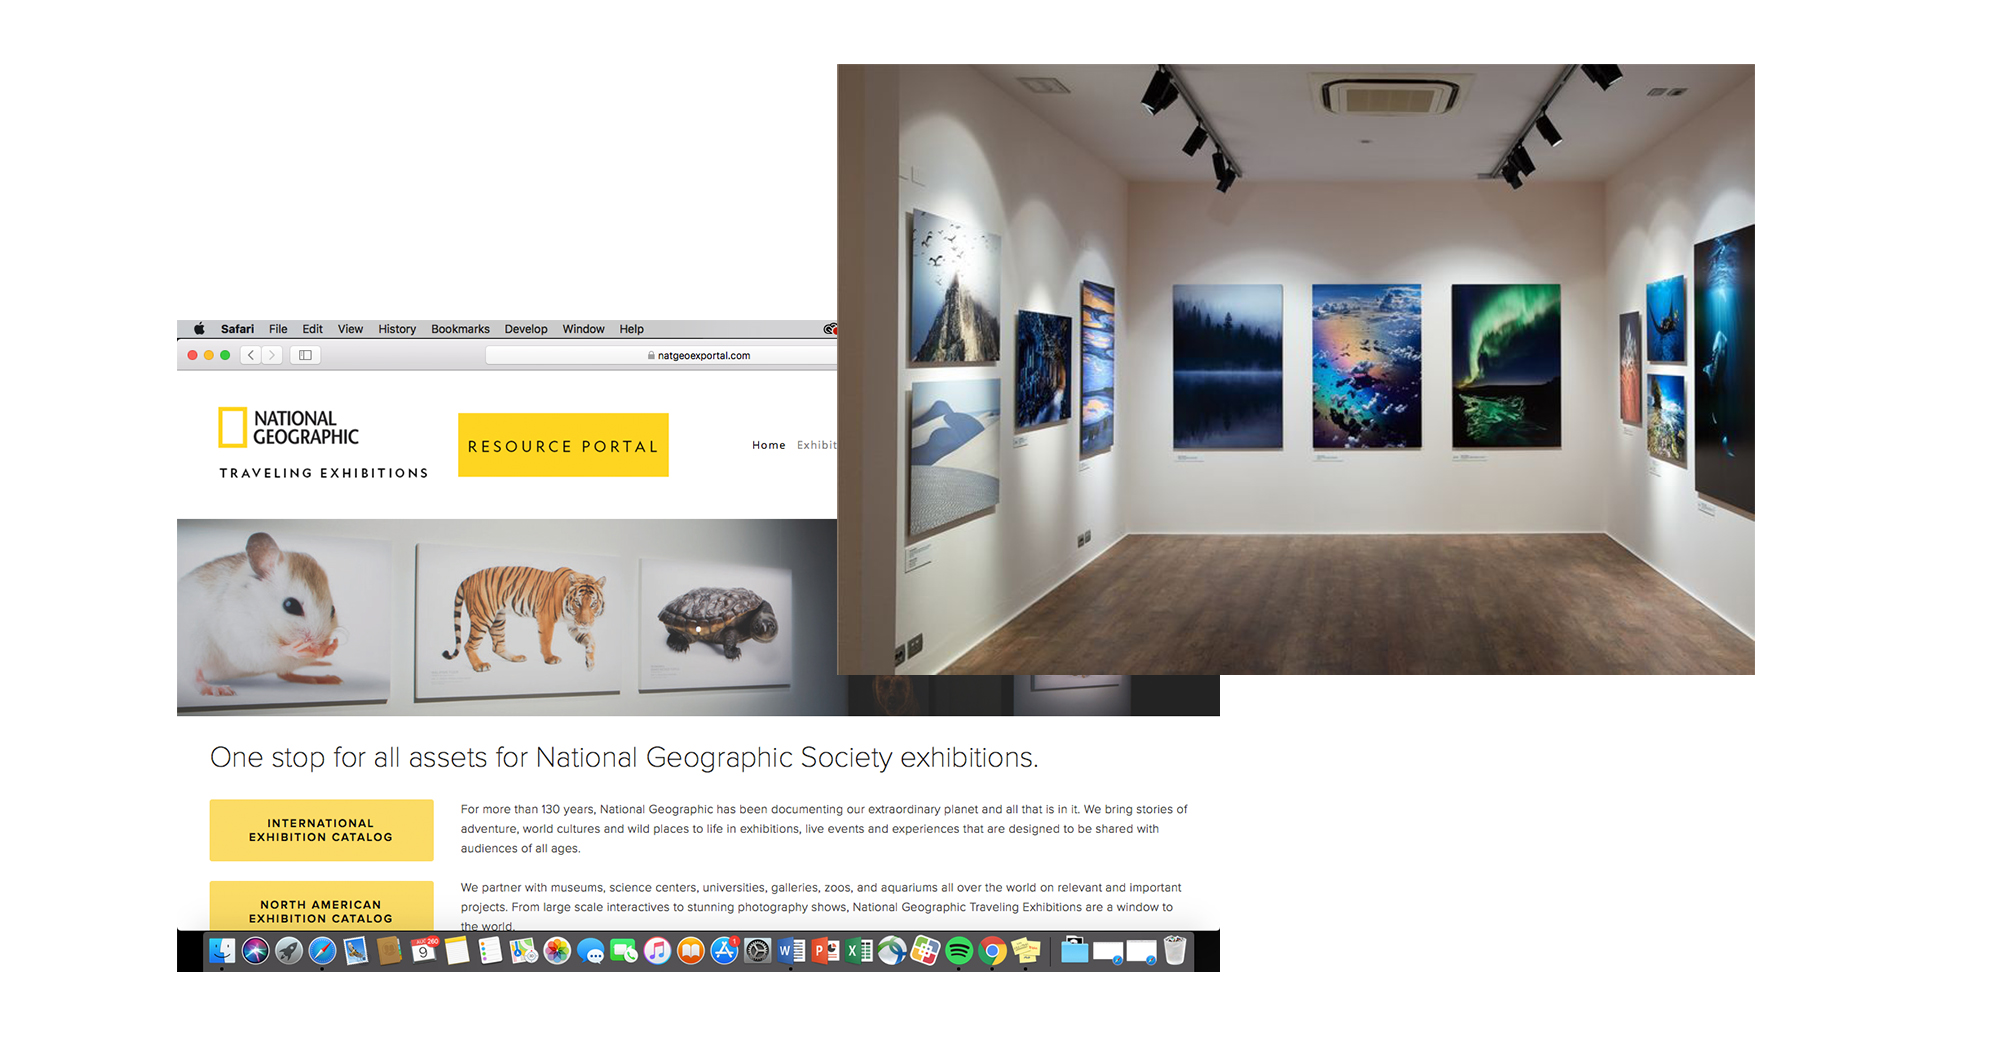 Safari File Edit View History Bookmarks Develop Window Help
natgeoexportal.com
NATIONAL
GEOGRAPHIC
TRAVELING EXHIBITIONS
RESOURCE PORTAL
Home Exhibit
One stop for all assets for National Geographic Society exhibitions.
INTERNATIONAL
EXHIBITION CATALOG
NORTH AMERICAN
EXHIBITION CATALOG
For more than 130 years, National Geographic has been documenting our extraordinary planet and all that is in it. We bring stories of
adventure, world cultures and wild places to life in exhibitions, live events and experiences that are designed to be shared with
audiences of all ages.
We partner with museums, science centers, universities, galleries, zoos, and aquariums all over the world on relevant and important
projects. From large scale interactives to stunning photography shows, National Geographic Traveling Exhibitions are a window to
the world.
9
1
W
P
X